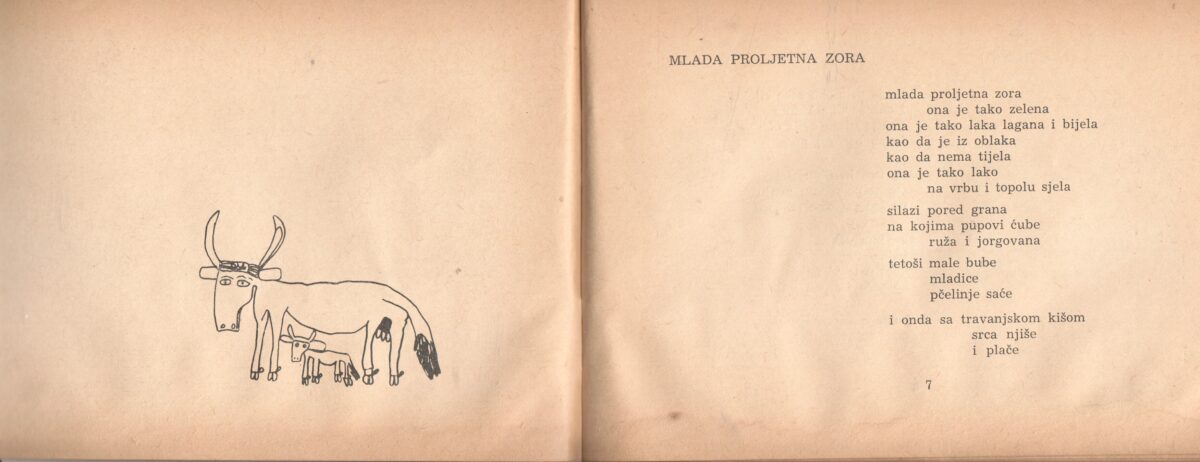 MLADA PROLJETNA ZORA
mlada proljetna zora
ona je tako zelena
ona je tako laka lagana i bijela
kao da je iz oblaka
kao da nema tijela
ona je tako lako
na vrbu i topolu sjela
silazi pored grana
na kojima pupovi ćube
ruža i jorgovana
tetoši male bube
mladice
pčelinje saće
i onda sa travanjskom kišom
srca njiše
i plače
7